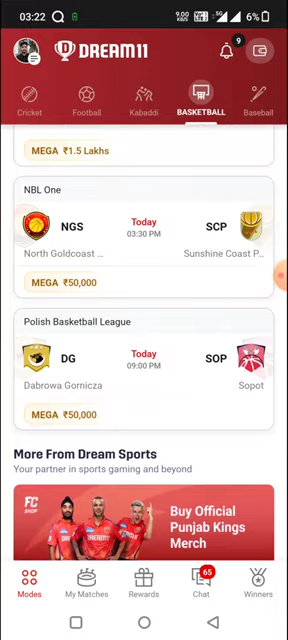 03:22 9.00 KB/S 5G 6%
DREAM11 9
Cricket Football Kabaddi BASKETBALL Baseball
MEGA ₹1.5 Lakhs
NBL One
NGS Today 03:30 PM SCP
North Goldcoast ... Sunshine Coast P...
MEGA ₹50,000
Polish Basketball League
DG Today 09:00 PM SOP
Dabrowa Gornicza Sopot
MEGA ₹50,000
More From Dream Sports
Your partner in sports gaming and beyond
FC
SHOP
Buy Official
Punjab Kings
Merch
DREAM11
65
Modes My Matches Rewards Chat Winners